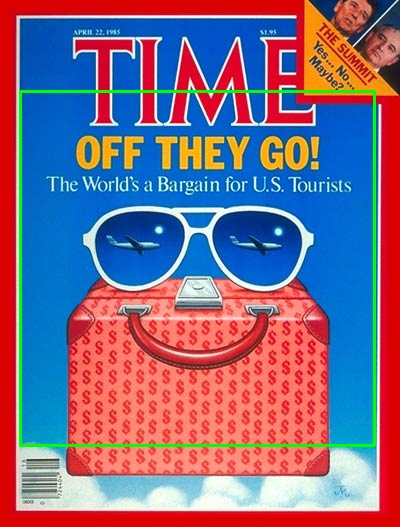 APRIL 22, 1985 $1.95
TIME
THE SUMMIT
Yes... No...
Maybe?
OFF THEY GO!
The World's a Bargain for U.S. Tourists